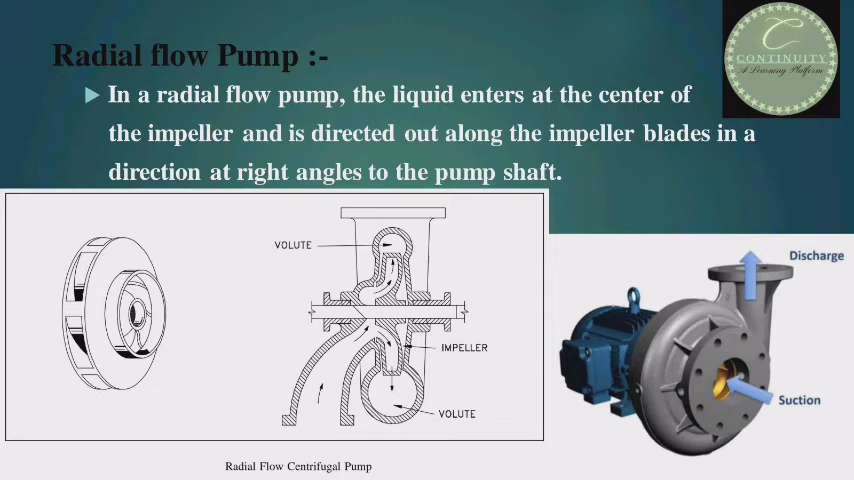 Radial flow Pump :-
In a radial flow pump, the liquid enters at the center of
the impeller and is directed out along the impeller blades in a
direction at right angles to the pump shaft.
C
CONTINUITY
A Learning Platform
VOLUTE
IMPELLER
VOLUTE
Radial Flow Centrifugal Pump
Discharge
Suction